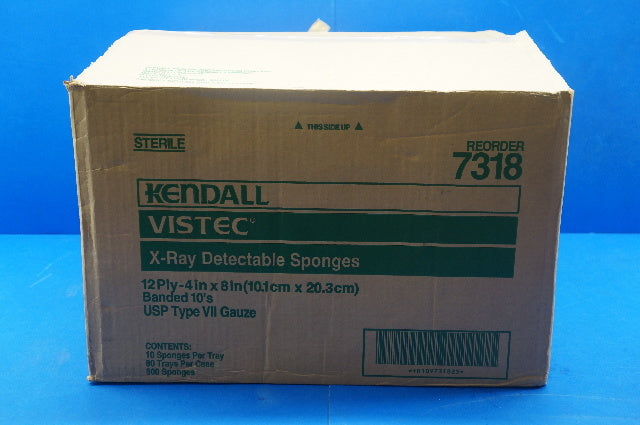 ▲ THIS SIDE UP ▲
STERILE
REORDER
7318
KENDALL
VISTEC
X-Ray Detectable Sponges
12 Ply-4 in x 8 in (10.1cm x 20.3cm)
Banded 10's
USP Type VII Gauze
CONTENTS:
10 Sponges Per Tray
80 Trays Per Case
800 Sponges